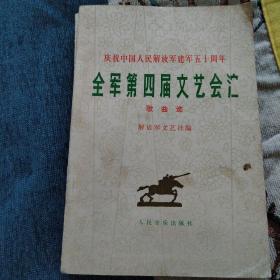 庆祝中国人民解放军建军五十周年
全军第四届文艺会汇
歌曲选
解放军文艺社编
人民音乐出版社